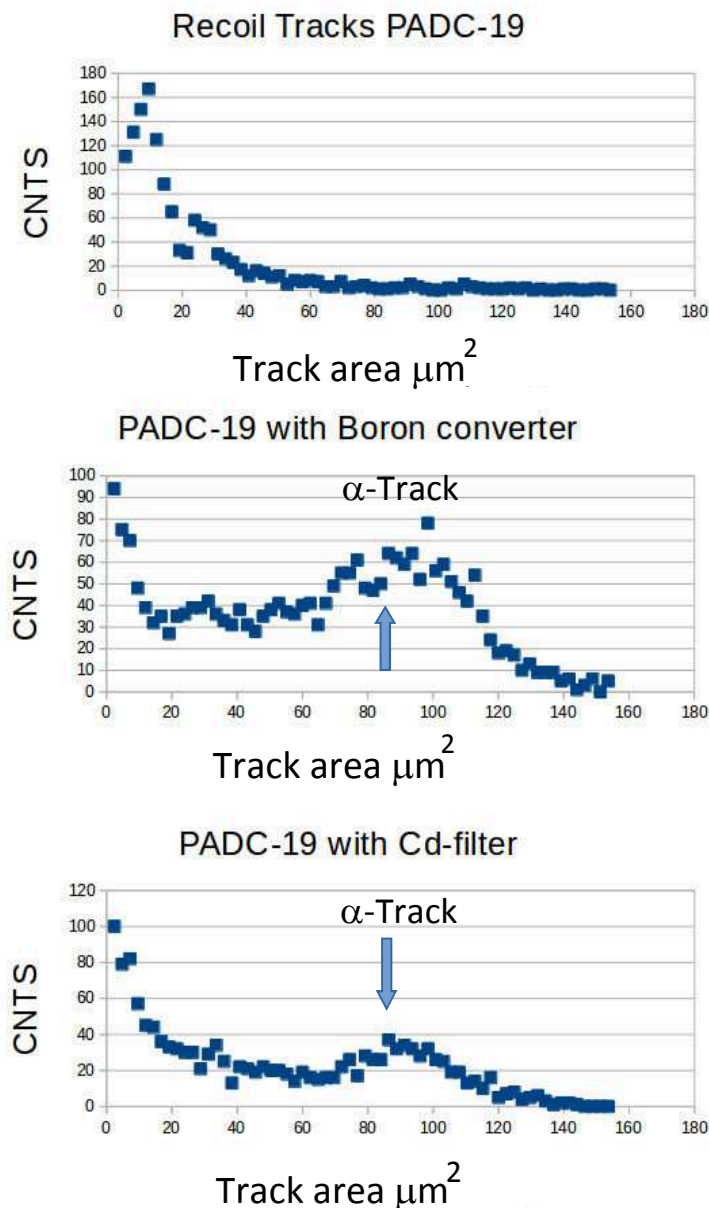 Recoil Tracks PADC-19
180
160
140
120
100
80
60
40
20
0
CNTS
0 20 40 60 80 100 120 140 160 180
Track area μm²
PADC-19 with Boron converter
α-Track
100
90
80
70
60
50
40
30
20
10
0
CNTS
0 20 40 60 80 100 120 140 160 180
Track area μm²
PADC-19 with Cd-filter
α-Track
120
100
80
60
40
20
0
CNTS
0 20 40 60 80 100 120 140 160 180
Track area μm²